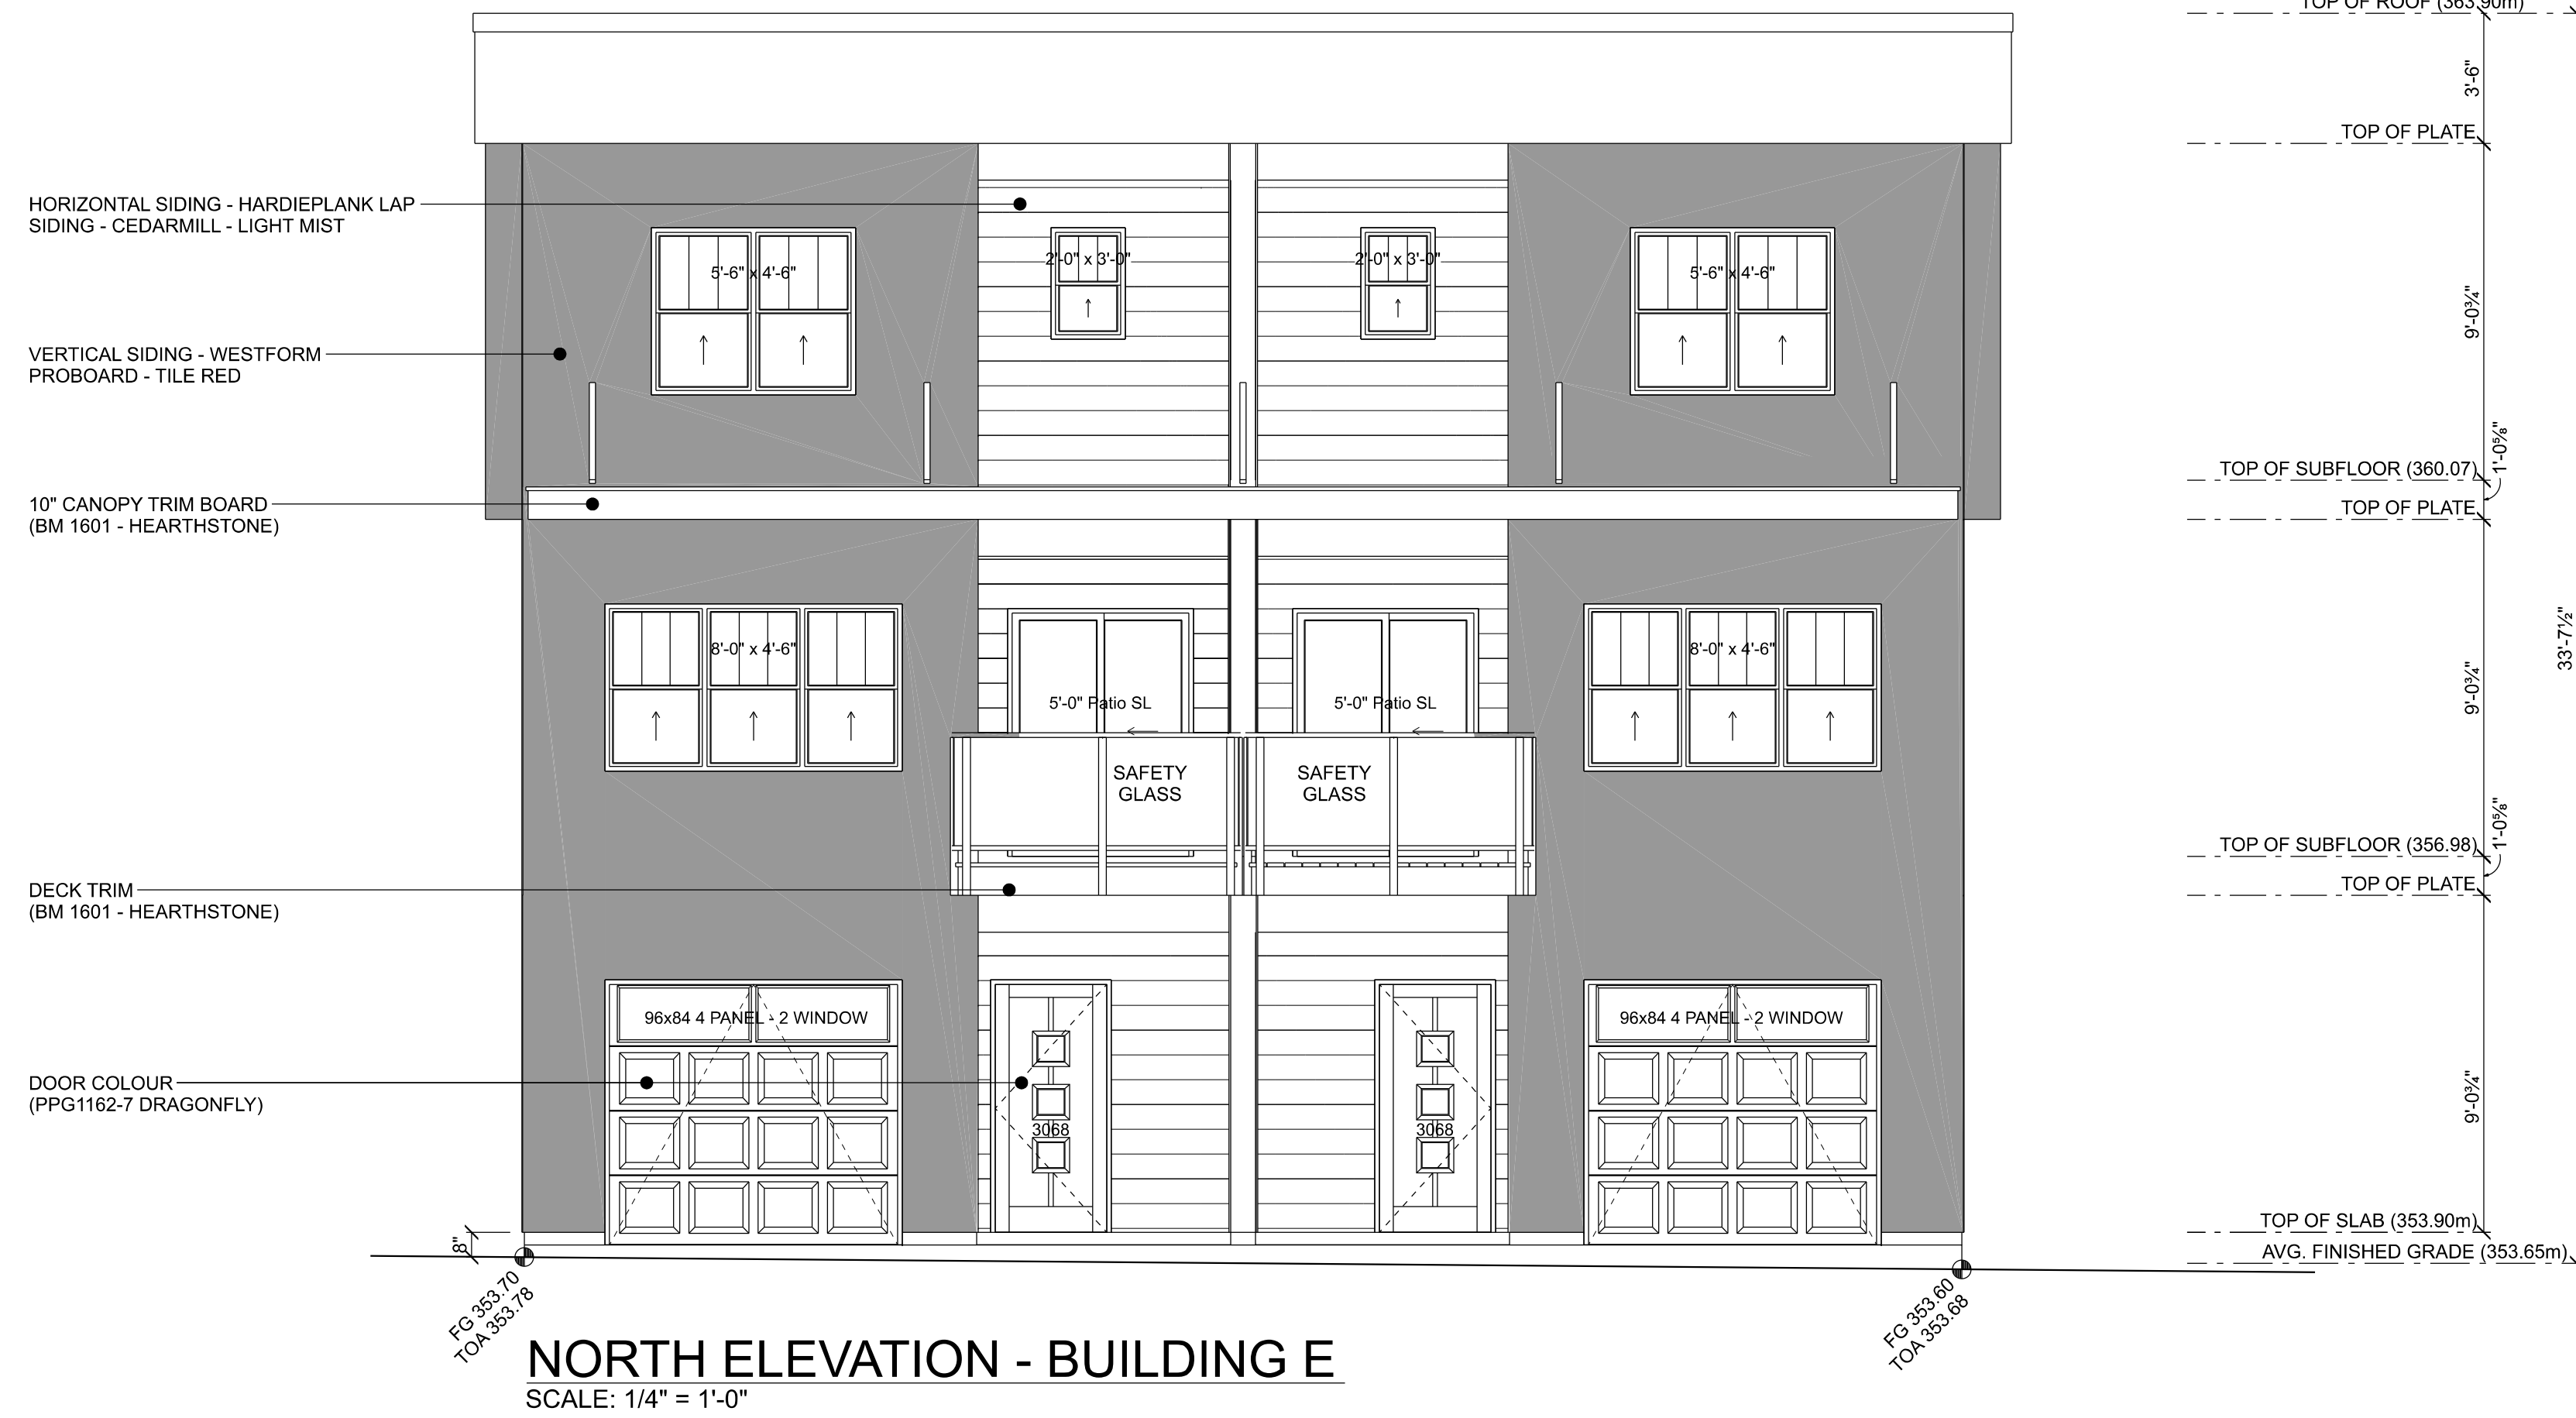 TOP OF ROOF (363.90m)
3'-6"
TOP OF PLATE
HORIZONTAL SIDING - HARDIEPLANK LAP
SIDING - CEDARMILL - LIGHT MIST
2'-0" x 3'-0"
2'-0" x 3'-0"
5'-6" x 4'-6"
5'-6" x 4'-6"
9'-0¾"
VERTICAL SIDING - WESTFORM
PROBOARD - TILE RED
TOP OF SUBFLOOR (360.07)
1'-0⅝"
10" CANOPY TRIM BOARD
(BM 1601 - HEARTHSTONE)
TOP OF PLATE
8'-0" x 4'-6"
8'-0" x 4'-6"
33'-7½"
9'-0¾"
5'-0" Patio SL
5'-0" Patio SL
SAFETY
GLASS
SAFETY
GLASS
TOP OF SUBFLOOR (356.98)
1'-0⅝"
DECK TRIM
(BM 1601 - HEARTHSTONE)
TOP OF PLATE
96x84 4 PANEL - 2 WINDOW
96x84 4 PANEL - 2 WINDOW
DOOR COLOUR
(PPG1162-7 DRAGONFLY)
3068
3068
9'-0¾"
TOP OF SLAB (353.90m)
8"
AVG. FINISHED GRADE (353.65m)
FG 353.70
TOA 353.78
FG 353.60
TOA 353.68
NORTH ELEVATION - BUILDING E
SCALE: 1/4" = 1'-0"